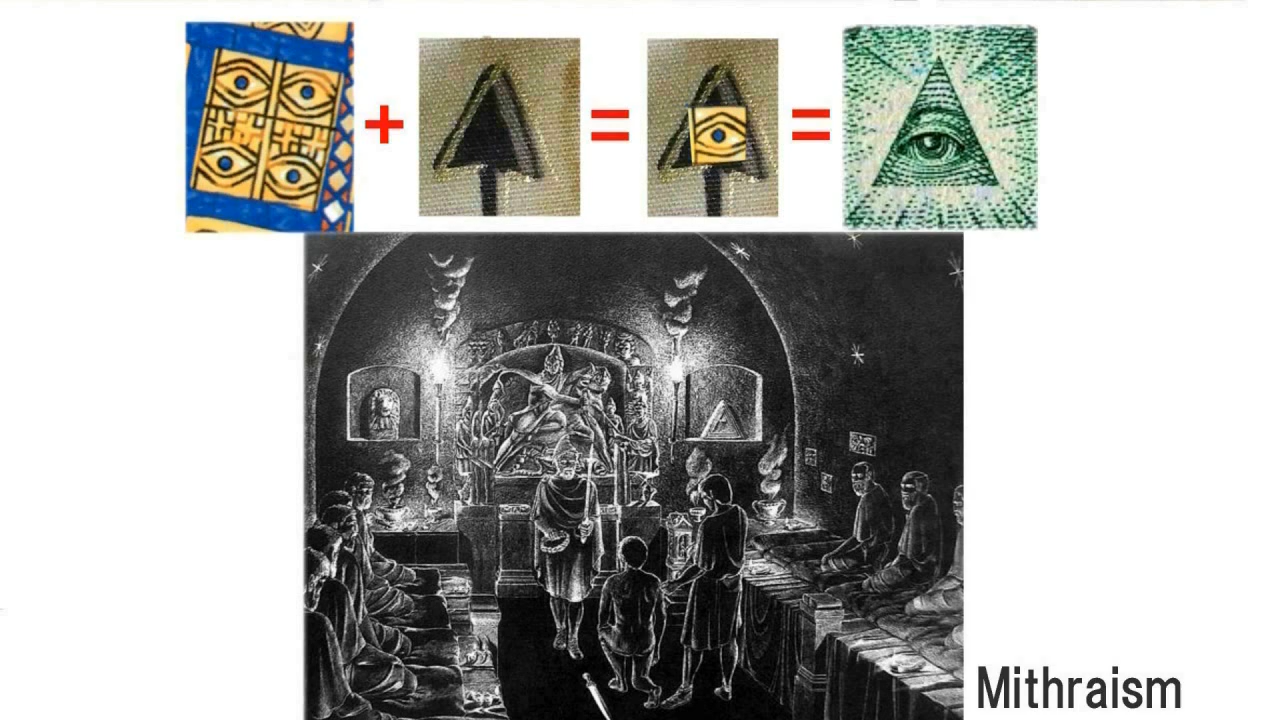 + = =
Mithraism